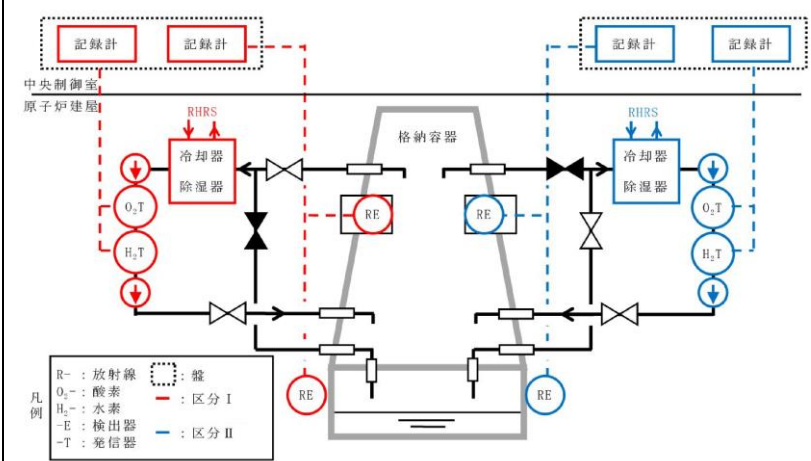 記録計 記録計 記録計 記録計
中央制御室
原子炉建屋
RHRS RHRS
格納容器
冷却器 冷却器
除湿器 除湿器
O₂T RE RE O₂T
H₂T H₂T
RE RE
凡例
R- : 放射線 : 盤
O₂- : 酸素 : 区分Ⅰ
H₂- : 水素
-E : 検出器 : 区分Ⅱ
-T : 発信器